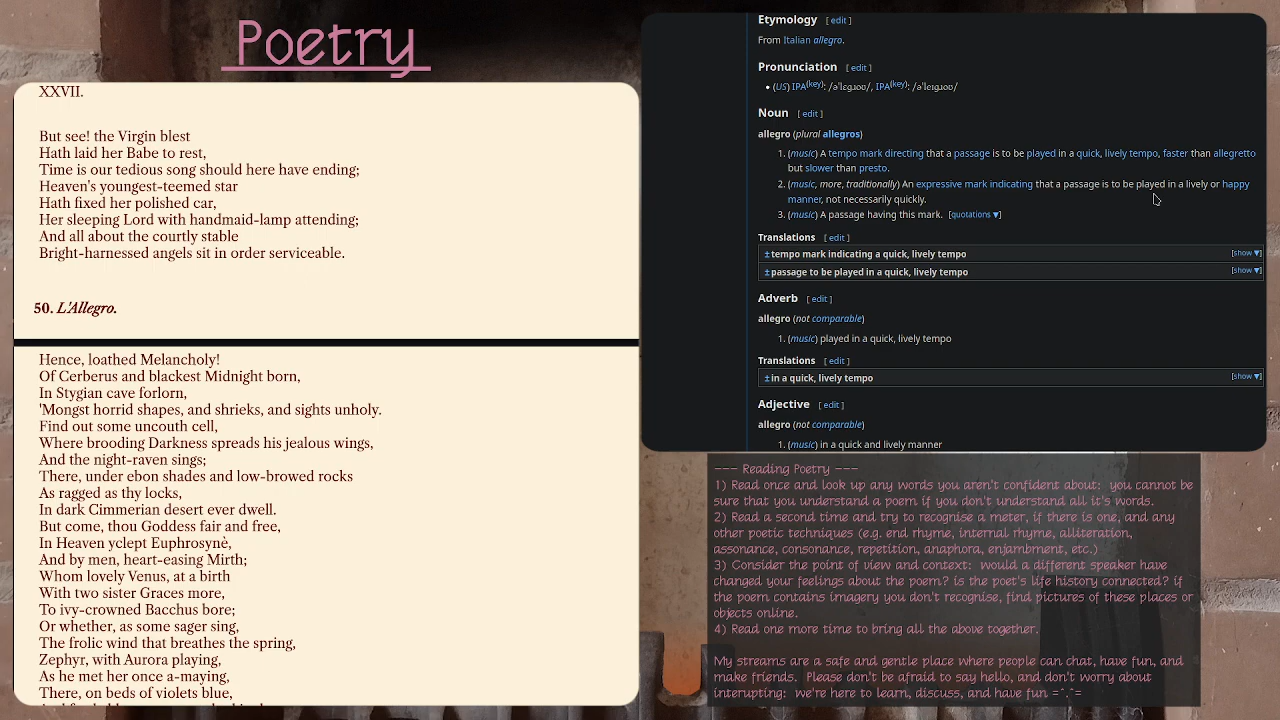 Poetry
XXVII.
But see! the Virgin blest
Hath laid her Babe to rest,
Time is our tedious song should here have ending;
Heaven's youngest-teemed star
Hath fixed her polished car,
Her sleeping Lord with handmaid-lamp attending;
And all about the courtly stable
Bright-harnessed angels sit in order serviceable.
50. L'Allegro.
Hence, loathed Melancholy!
Of Cerberus and blackest Midnight born,
In Stygian cave forlorn,
'Mongst horrid shapes, and shrieks, and sights unholy.
Find out some uncouth cell,
Where brooding Darkness spreads his jealous wings,
And the night-raven sings;
There, under ebon shades and low-browed rocks
As ragged as thy locks,
In dark Cimmerian desert ever dwell.
But come, thou Goddess fair and free,
In Heaven yclept Euphrosynè,
And by men, heart-easing Mirth;
Whom lovely Venus, at a birth
With two sister Graces more,
To ivy-crowned Bacchus bore;
Or whether, as some sager sing,
The frolic wind that breathes the spring,
Zephyr, with Aurora playing,
As he met her once a-maying,
There, on beds of violets blue,
Etymology [ edit ]
From Italian allegro.
Pronunciation [ edit ]
• (US) IPA(key): /əˈlɛɡɹoʊ/, IPA(key): /əˈleɪɡɹoʊ/
Noun [ edit ]
allegro (plural allegros)
1. (music) A tempo mark directing that a passage is to be played in a quick, lively tempo, faster than allegretto
but slower than presto.
2. (music, more, traditionally) An expressive mark indicating that a passage is to be played in a lively or happy
manner, not necessarily quickly.
3. (music) A passage having this mark. [quotations ▼]
Translations [ edit ]
±tempo mark indicating a quick, lively tempo [show ▼]
±passage to be played in a quick, lively tempo [show ▼]
Adverb [ edit ]
allegro (not comparable)
1. (music) played in a quick, lively tempo
Translations [ edit ]
±in a quick, lively tempo [show ▼]
Adjective [ edit ]
allegro (not comparable)
1. (music) in a quick and lively manner
--- Reading Poetry ---
1) Read once and look up any words you aren't confident about: you cannot be
sure that you understand a poem if you don't understand all it's words.
2) Read a second time and try to recognise a meter, if there is one, and any
other poetic techniques (e.g. end rhyme, internal rhyme, alliteration,
assonance, consonance, repetition, anaphora, enjambment, etc.)
3) Consider the point of view and context: would a different speaker have
changed your feelings about the poem? is the poet's life history connected? if
the poem contains imagery you don't recognise, find pictures of these places or
objects online.
4) Read one more time to bring all the above together.
My streams are a safe and gentle place where people can chat, have fun, and
make friends. Please don't be afraid to say hello, and don't worry about
interupting: we're here to learn, discuss, and have fun =^.^=